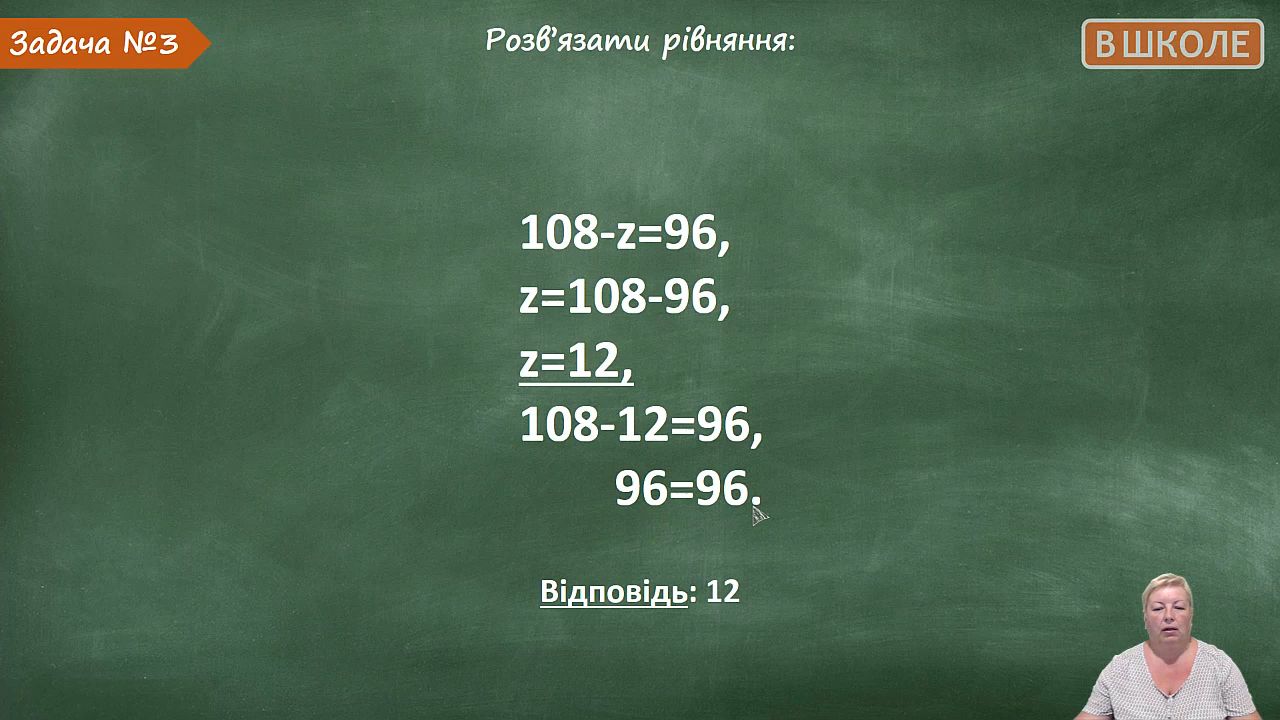 Задача №3
Розв'язати рівняння:
В ШКОЛЕ
108-z=96,
z=108-96,
z=12,
108-12=96,
96=96.
Відповідь: 12